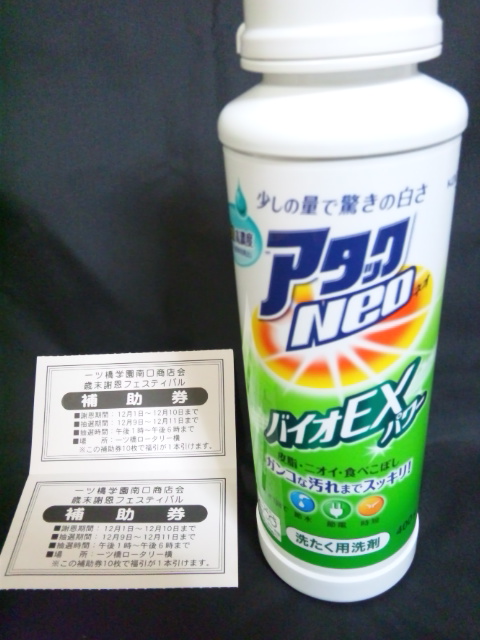 一ツ橋学園南口商店会
歳末謝恩フェスティバル
補助券
■謝恩期間：12月1日～12月10日まで
■抽選期間：12月9日～12月11日まで
■抽選時間：午後1時～午後6時まで
■場　所：一ツ橋ロータリー横
※この補助券10枚で福引が1本引けます。
一ツ橋学園南口商店会
歳末謝恩フェスティバル
補助券
■謝恩期間：12月1日～12月10日まで
■抽選期間：12月9日～12月11日まで
■抽選時間：午後1時～午後6時まで
■場　所：一ツ橋ロータリー横
※この補助券10枚で福引が1本引けます。
少しの量で驚きの白さ
アタック
Neo
ネオ
バイオEXパワー
皮脂・ニオイ・食べこぼし
ガンコな汚れまでスッキリ!
節水
節電
時短
洗たく用洗剤